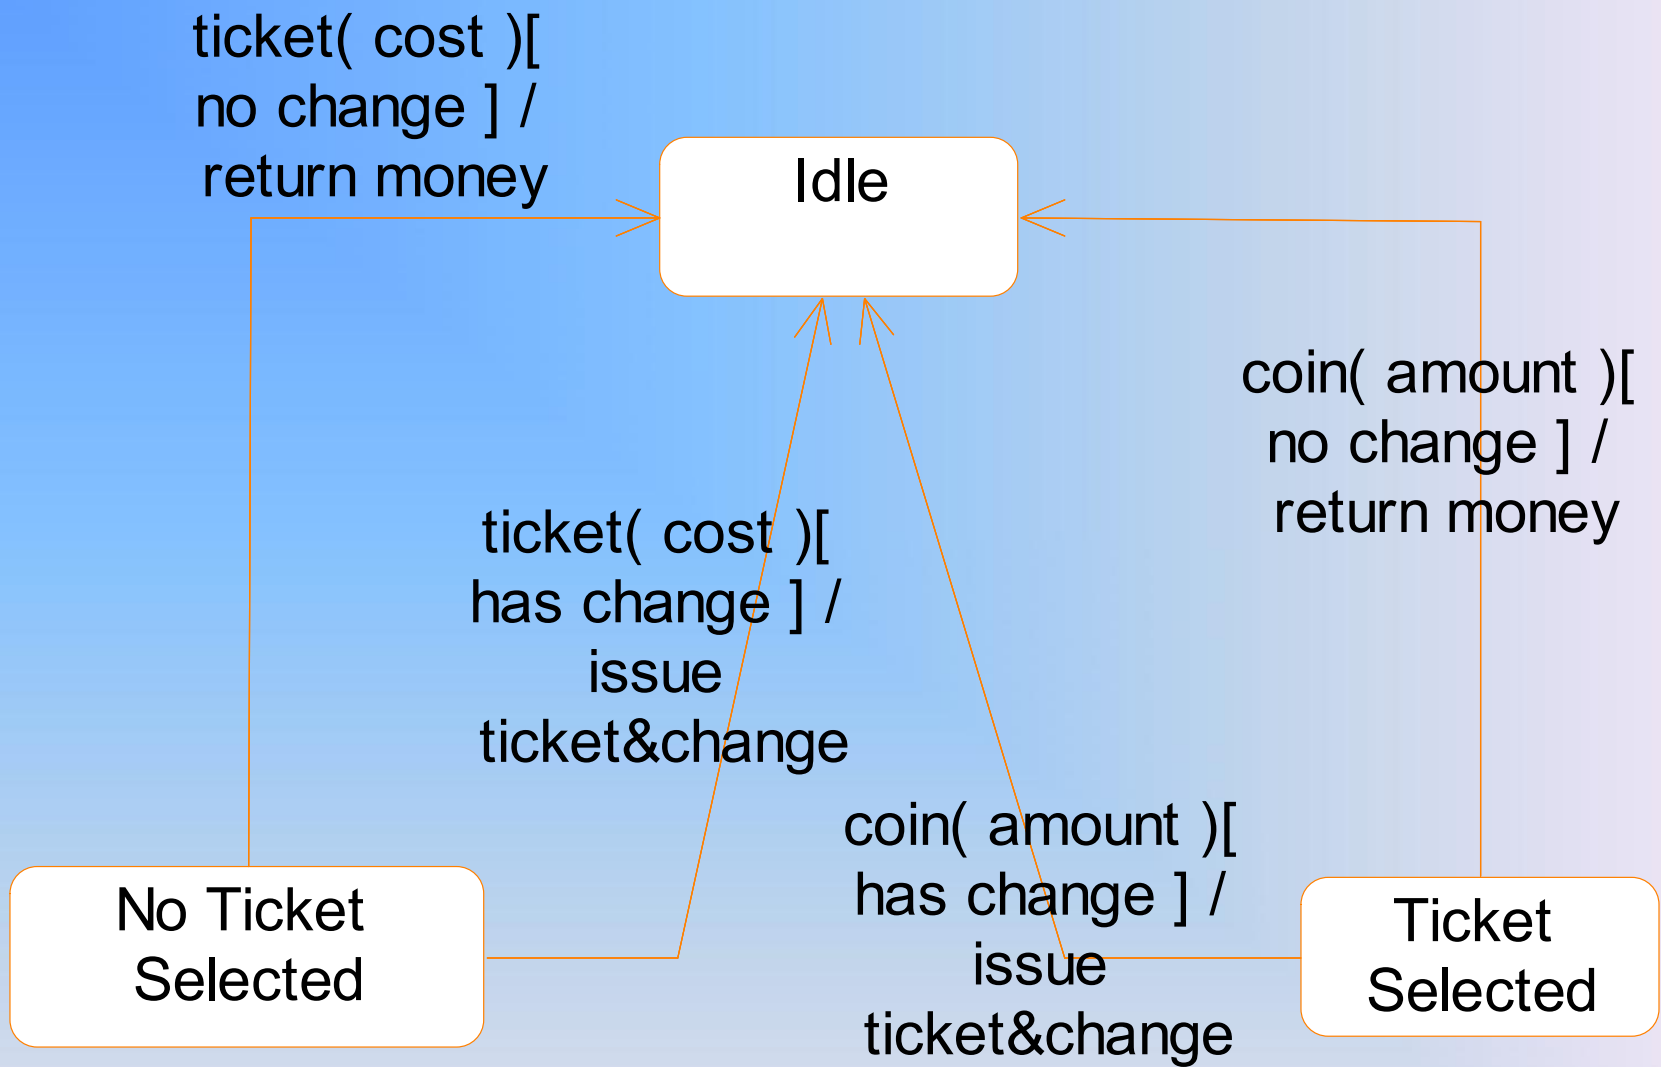 ticket( cost )[
no change ] /
return money
Idle
coin( amount )[
no change ] /
return money
ticket( cost )[
has change ] /
issue
ticket&change
coin( amount )[
has change ] /
issue
ticket&change
No Ticket
Selected
Ticket
Selected